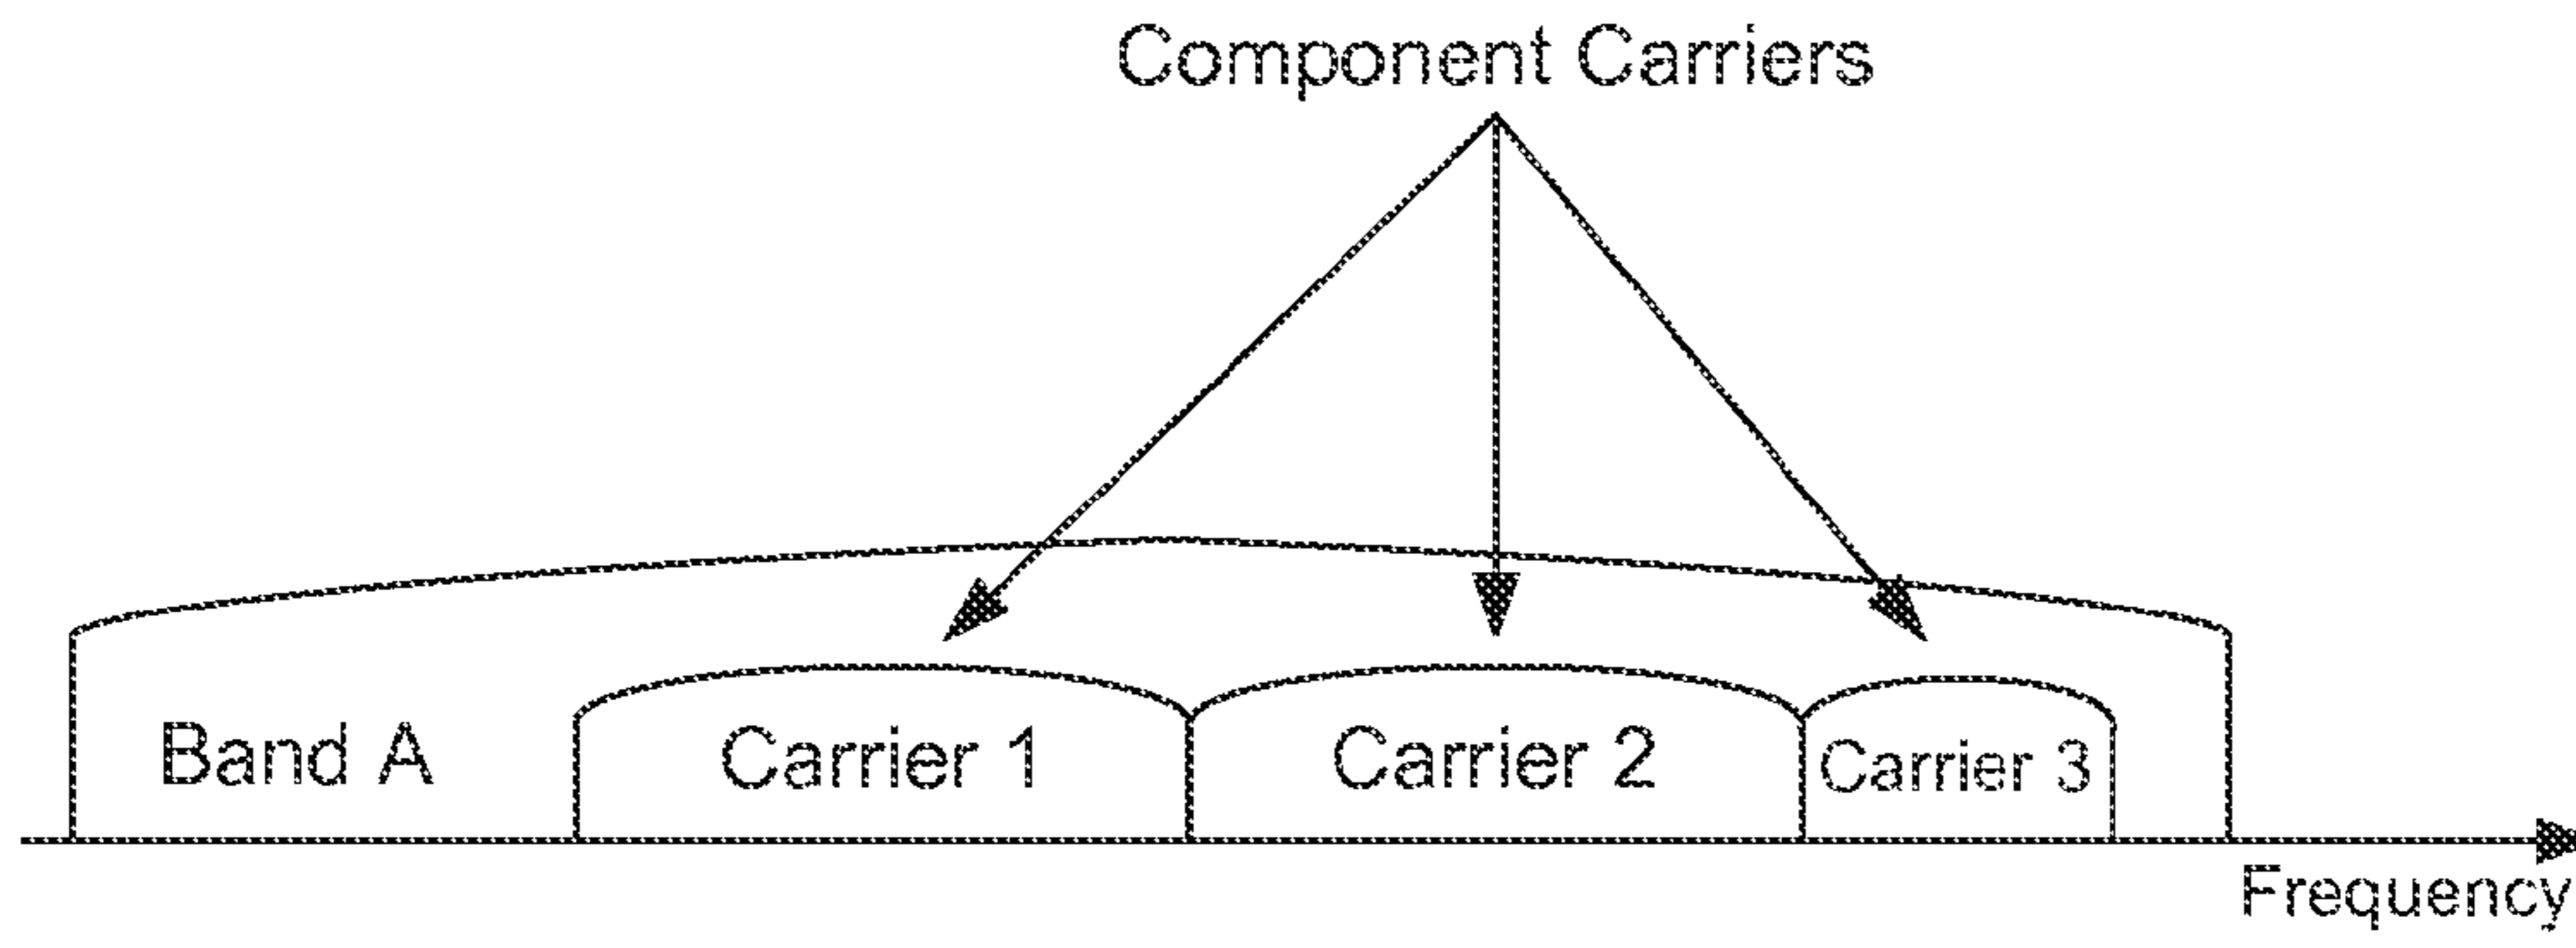 Component Carriers
Band A
Carrier 1
Carrier 2
Carrier 3
Frequency